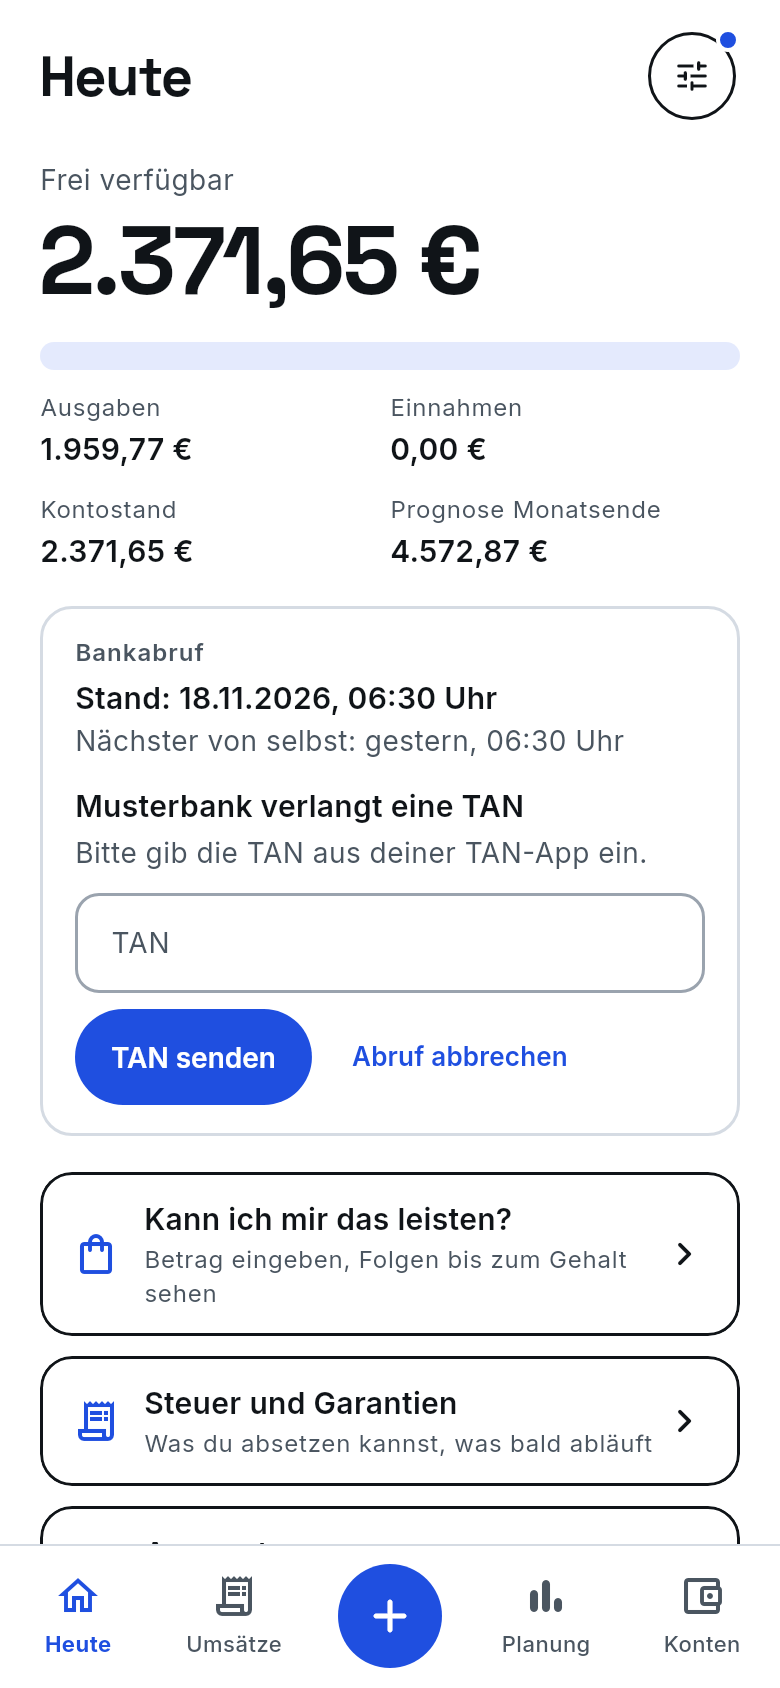 Heute
Frei verfügbar
2.371,65 €
Ausgaben
1.959,77 €
Einnahmen
0,00 €
Kontostand
2.371,65 €
Prognose Monatsende
4.572,87 €
Bankabruf
Stand: 18.11.2026, 06:30 Uhr
Nächster von selbst: gestern, 06:30 Uhr
Musterbank verlangt eine TAN
Bitte gib die TAN aus deiner TAN-App ein.
TAN
TAN senden
Abruf abbrechen
Kann ich mir das leisten?
Betrag eingeben, Folgen bis zum Gehalt
sehen
Steuer und Garantien
Was du absetzen kannst, was bald abläuft
Heute
Umsätze
Planung
Konten